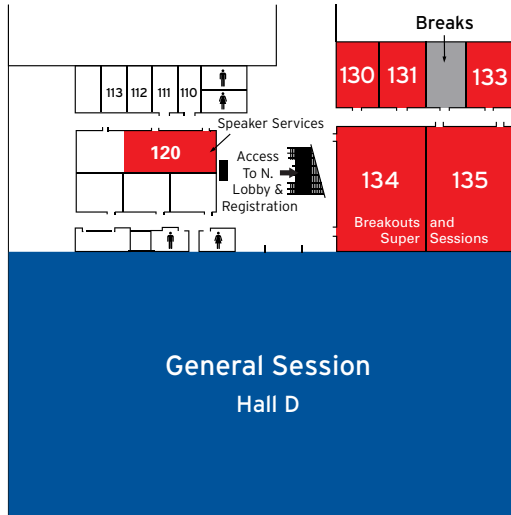 Breaks
130
131
133
113
112
111
110
Speaker Services
120
Access
To N.
Lobby &
Registration
134
135
Breakouts and
Super Sessions
General Session
Hall D